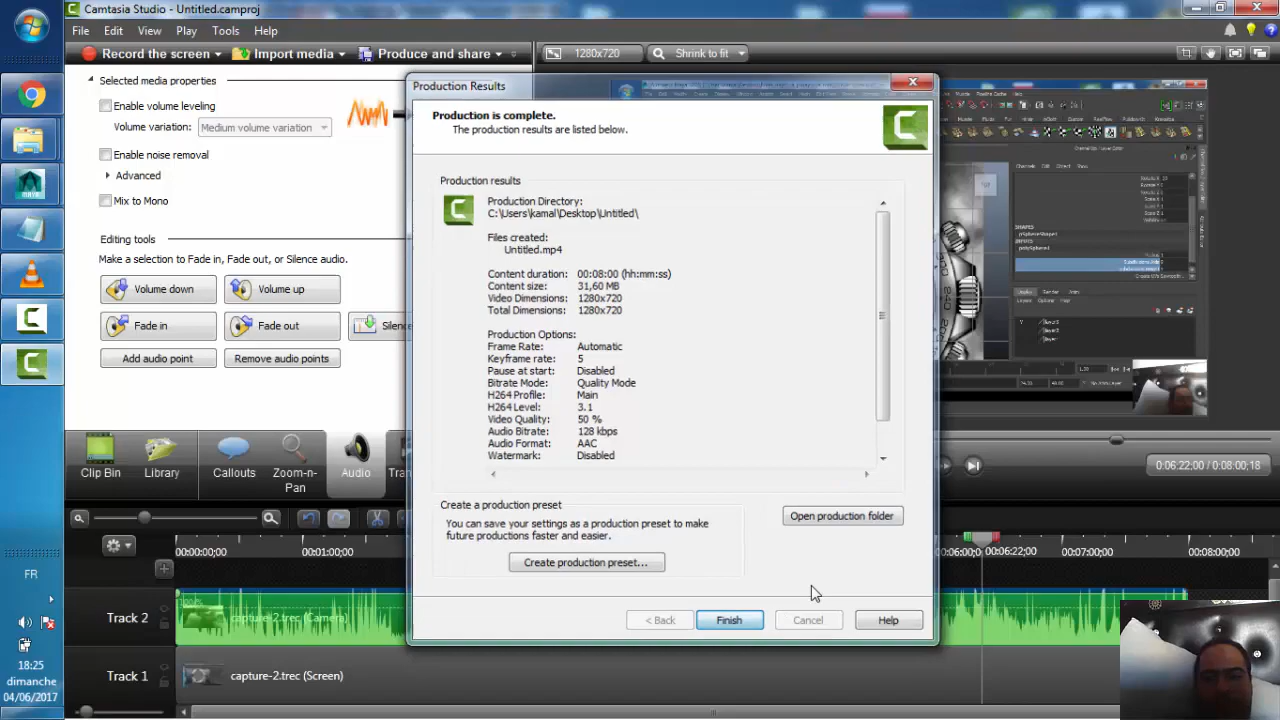 Camtasia Studio - Untitled.camproj
File Edit View Play Tools Help
Record the screen Import media Produce and share
1280x720 Shrink to fit
Selected media properties
Enable volume leveling
Volume variation: Medium volume variation
Enable noise removal
Advanced
Mix to Mono
Editing tools
Make a selection to Fade in, Fade out, or Silence audio.
Volume down Volume up
Fade in Fade out Silenc
Add audio point Remove audio points
Clip Bin Library Callouts Zoom-n-Pan Audio Tra
Production Results
Production is complete.
The production results are listed below.
Production results
Production Directory:
C:\Users\kamal\Desktop\Untitled\
Files created:
Untitled.mp4
Content duration: 00:08:00 (hh:mm:ss)
Content size: 31,60 MB
Video Dimensions: 1280x720
Total Dimensions: 1280x720
Production Options:
Frame Rate: Automatic
Keyframe rate: 5
Pause at start: Disabled
Bitrate Mode: Quality Mode
H264 Profile: Main
H264 Level: 3.1
Video Quality: 50 %
Audio Bitrate: 128 kbps
Audio Format: AAC
Watermark: Disabled
Create a production preset
You can save your settings as a production preset to make
future productions faster and easier.
Create production preset...
Open production folder
< Back Finish Cancel Help
0:06:22;00 / 0:08:00;18
00:00:00;00 00:01:00;00 00:06:22;00 00:07:00;00 00:08:00;00
Track 2 capture-2.trec (Camera)
Track 1 capture-2.trec (Screen)
FR
18:25
dimanche
04/06/2017